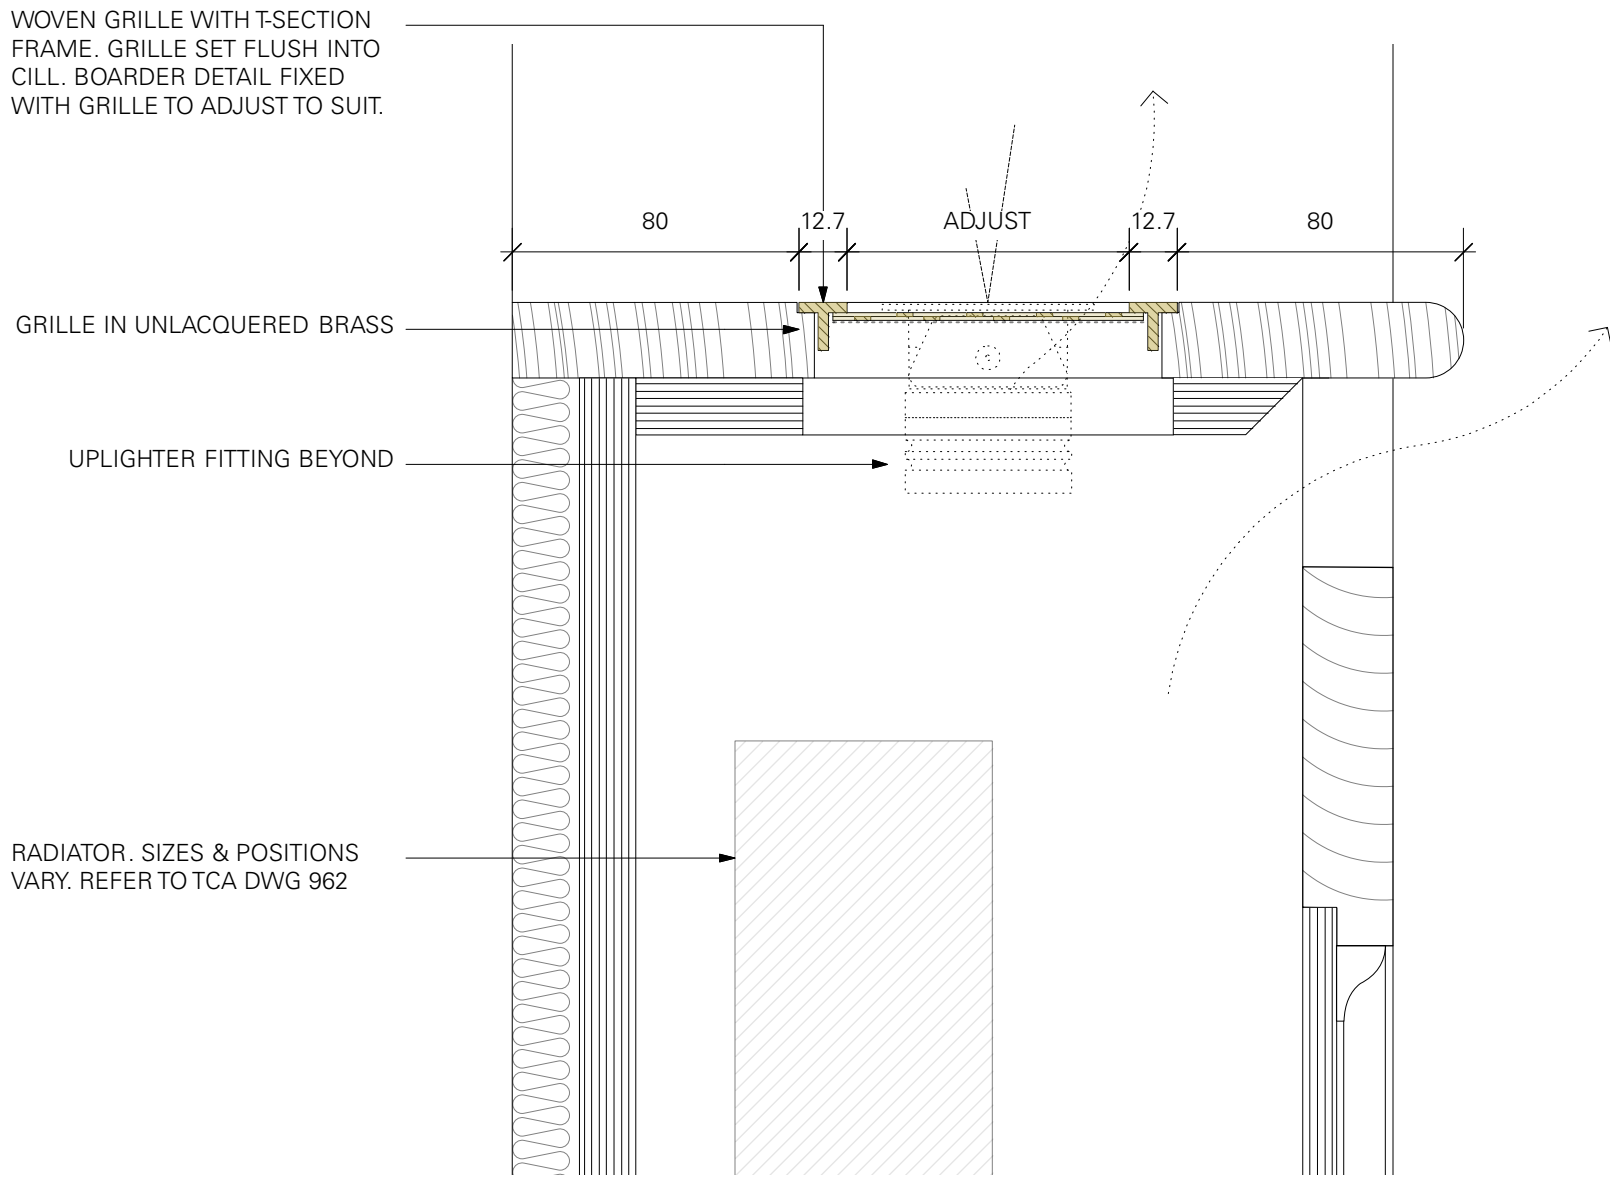 WOVEN GRILLE WITH T-SECTION
FRAME. GRILLE SET FLUSH INTO
CILL. BOARDER DETAIL FIXED
WITH GRILLE TO ADJUST TO SUIT.
80 12.7 ADJUST 12.7 80
GRILLE IN UNLACQUERED BRASS
UPLIGHTER FITTING BEYOND
RADIATOR. SIZES & POSITIONS
VARY. REFER TO TCA DWG 962